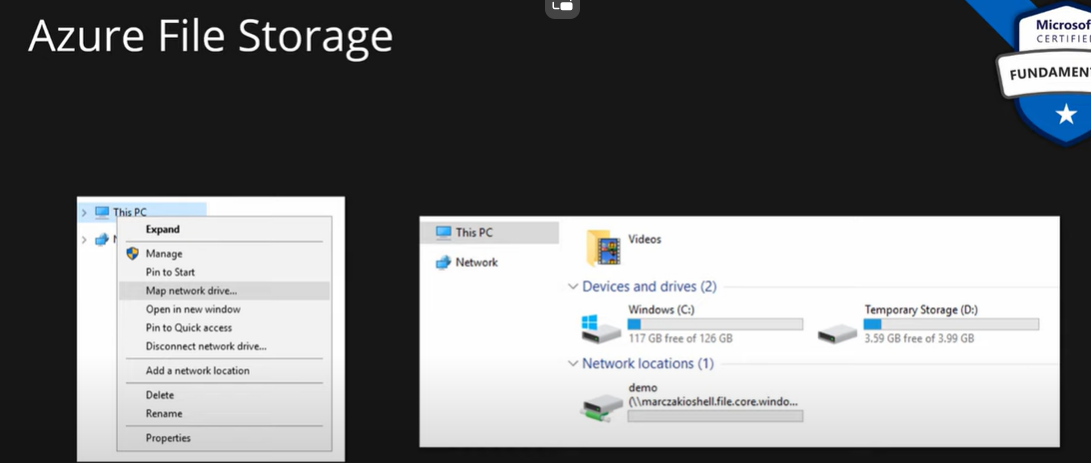 Azure File Storage
Microsof
CERTIFIE
FUNDAMEN
This PC
N
Expand
Manage
Pin to Start
Map network drive...
Open in new window
Pin to Quick access
Disconnect network drive...
Add a network location
Delete
Rename
Properties
This PC
Network
Videos
Devices and drives (2)
Windows (C:)
117 GB free of 126 GB
Temporary Storage (D:)
3.59 GB free of 3.99 GB
Network locations (1)
demo
(\\marczakioshell.file.core.windo...